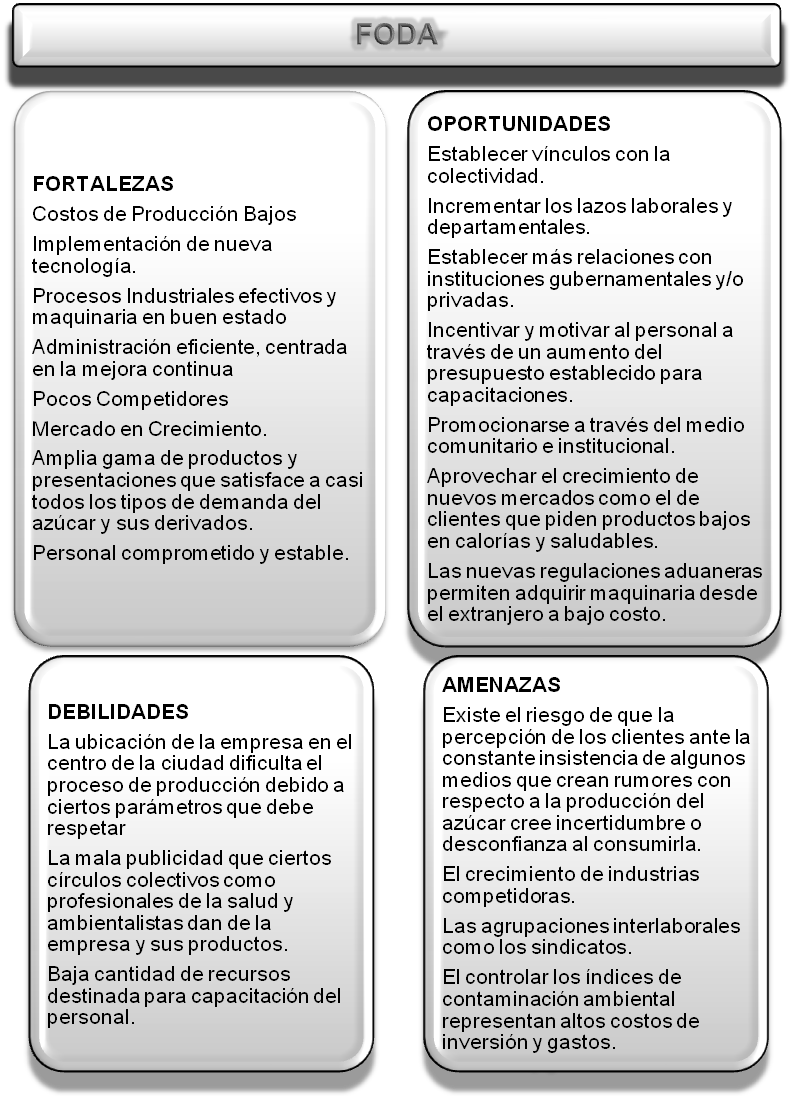 FODA
FORTALEZAS
Costos de Producción Bajos
Implementación de nueva
tecnología.
Procesos Industriales efectivos y
maquinaria en buen estado
Administración eficiente, centrada
en la mejora continua
Pocos Competidores
Mercado en Crecimiento.
Amplia gama de productos y
presentaciones que satisface a casi
todos los tipos de demanda del
azúcar y sus derivados.
Personal comprometido y estable.
OPORTUNIDADES
Establecer vínculos con la
colectividad.
Incrementar los lazos laborales y
departamentales.
Establecer más relaciones con
instituciones gubernamentales y/o
privadas.
Incentivar y motivar al personal a
través de un aumento del
presupuesto establecido para
capacitaciones.
Promocionarse a través del medio
comunitario e institucional.
Aprovechar el crecimiento de
nuevos mercados como el de
clientes que piden productos bajos
en calorías y saludables.
Las nuevas regulaciones aduaneras
permiten adquirir maquinaria desde
el extranjero a bajo costo.
DEBILIDADES
La ubicación de la empresa en el
centro de la ciudad dificulta el
proceso de producción debido a
ciertos parámetros que debe
respetar
La mala publicidad que ciertos
círculos colectivos como
profesionales de la salud y
ambientalistas dan de la
empresa y sus productos.
Baja cantidad de recursos
destinada para capacitación del
personal.
AMENAZAS
Existe el riesgo de que la
percepción de los clientes ante la
constante insistencia de algunos
medios que crean rumores con
respecto a la producción del
azúcar cree incertidumbre o
desconfianza al consumirla.
El crecimiento de industrias
competidoras.
Las agrupaciones interlaborales
como los sindicatos.
El controlar los índices de
contaminación ambiental
representan altos costos de
inversión y gastos.